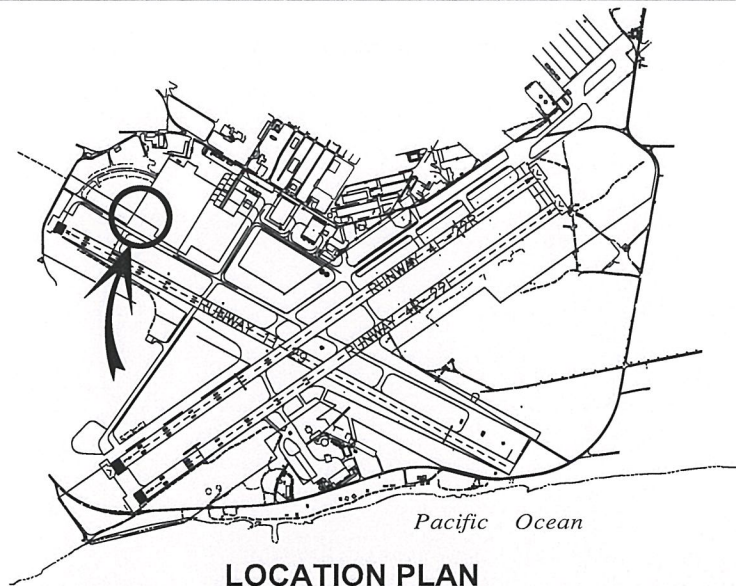 RUNWAY 4L-22R
RUNWAY 4R-22L
RUNWAY
Pacific Ocean
LOCATION PLAN